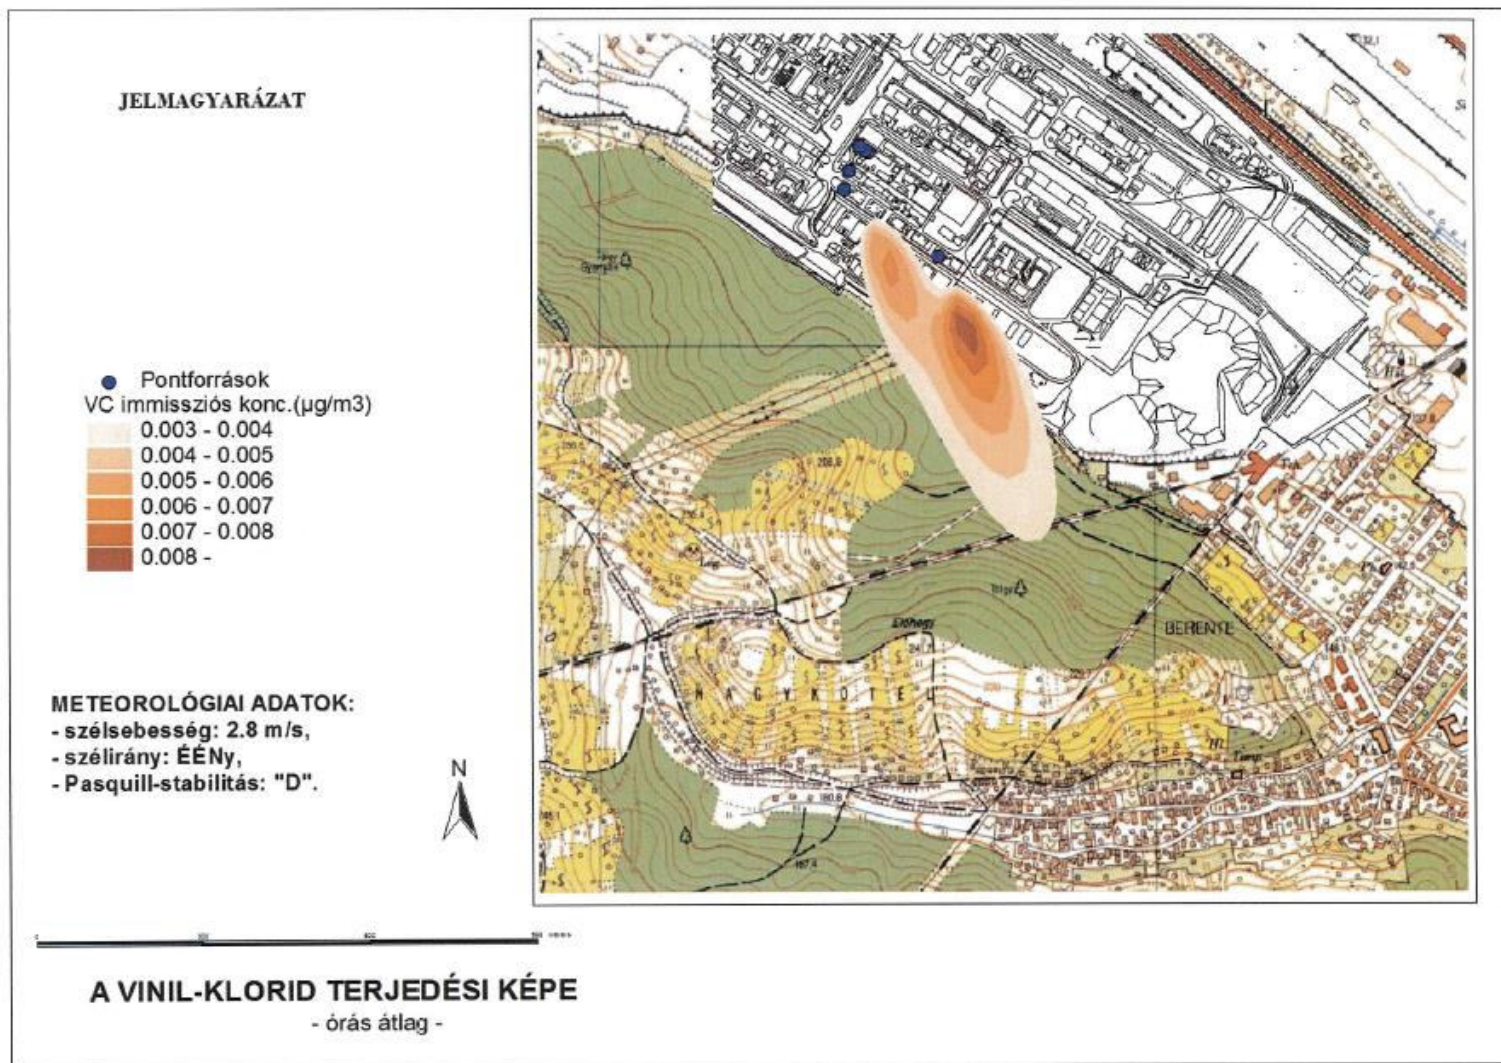 JELMAGYARÁZAT
Pontforrások
VC immissziós konc.(µg/m3)
0.003 - 0.004
0.004 - 0.005
0.005 - 0.006
0.006 - 0.007
0.007 - 0.008
0.008 -
METEOROLÓGIAI ADATOK:
- szélsebesség: 2.8 m/s,
- szélirány: ÉÉNy,
- Pasquill-stabilitás: "D".
N
A VINIL-KLORID TERJEDÉSI KÉPE
- órás átlag -
Előhegy
BERENTE
NAGYKÖTEL